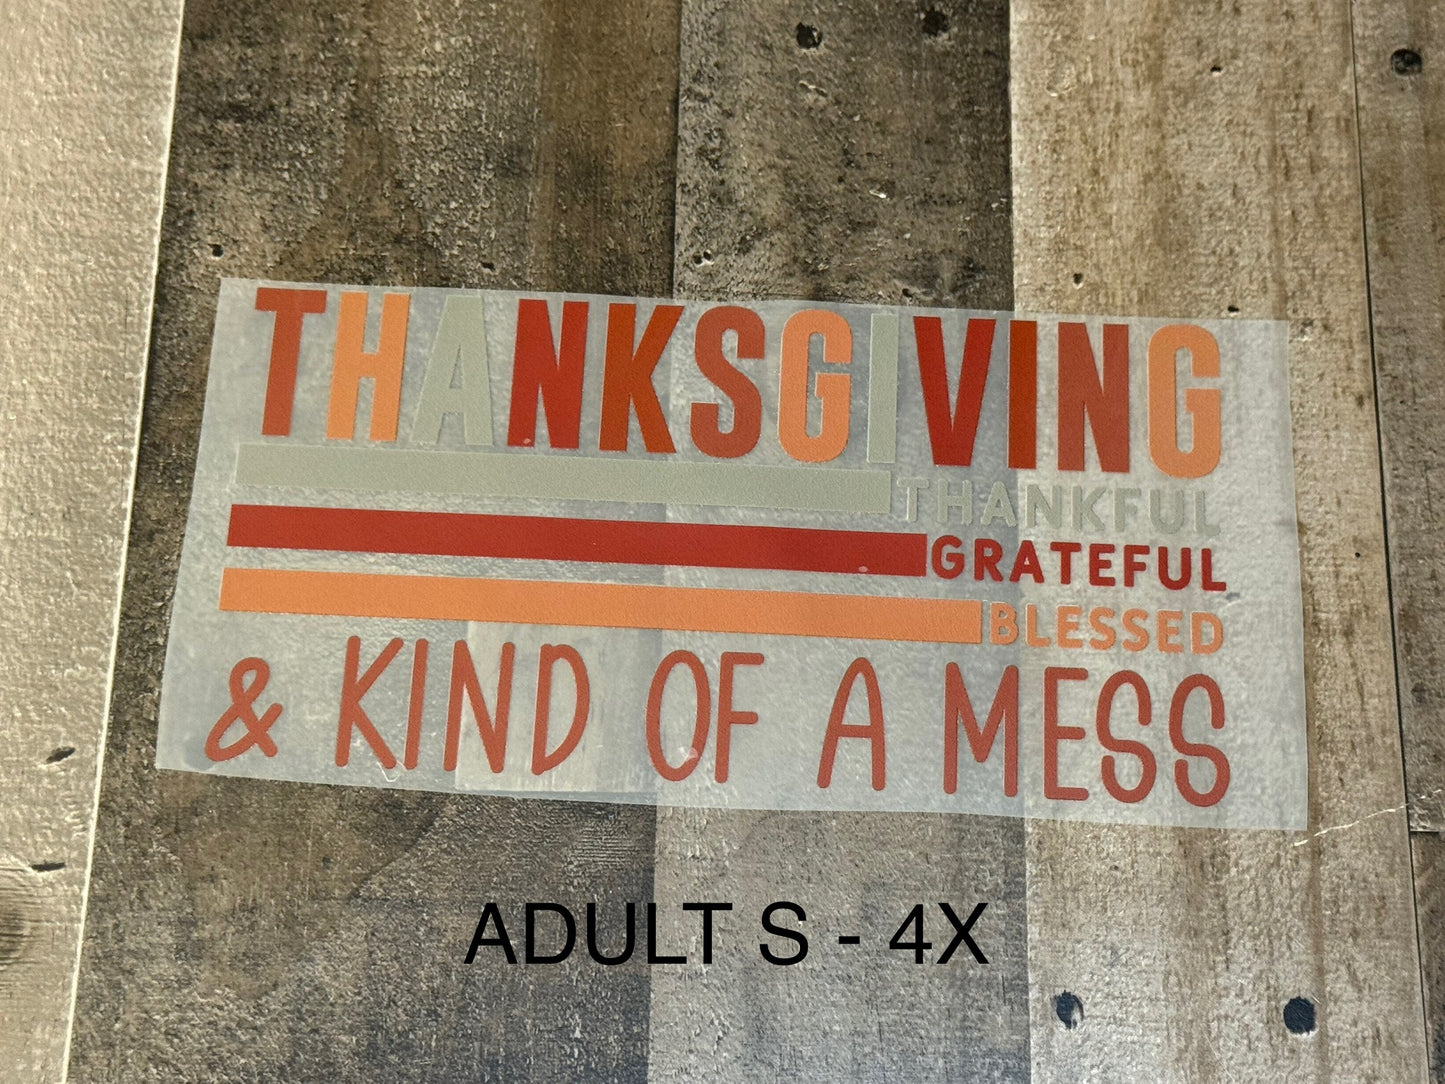 THANKSGIVING
THANKFUL
GRATEFUL
BLESSED
& KIND OF A MESS
ADULT S - 4X